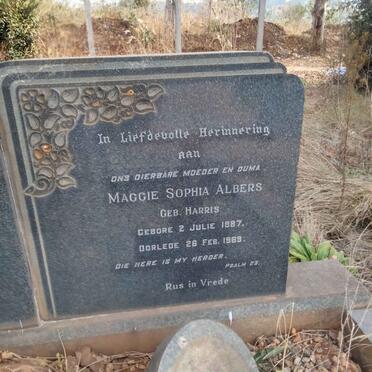 In Liefdevolle Herinnering
aan
ONS DIERBARE MOEDER EN OUMA
MAGGIE SOPHIA ALBERS
GEB. HARRIS
GEBORE 2 JULIE 1887.
OORLEDE 28 FEB. 1969.
DIE HERE IS MY HERDER.
PSALM 23.
Rus in Vrede